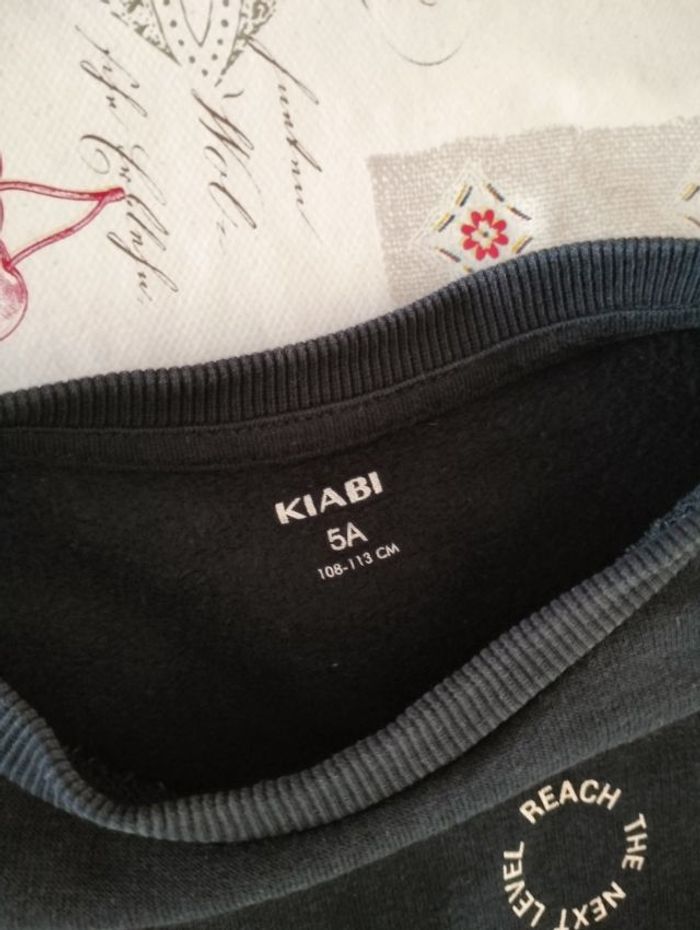 KIABI
5A
108-113 CM
REACH THE NEXT LEVEL